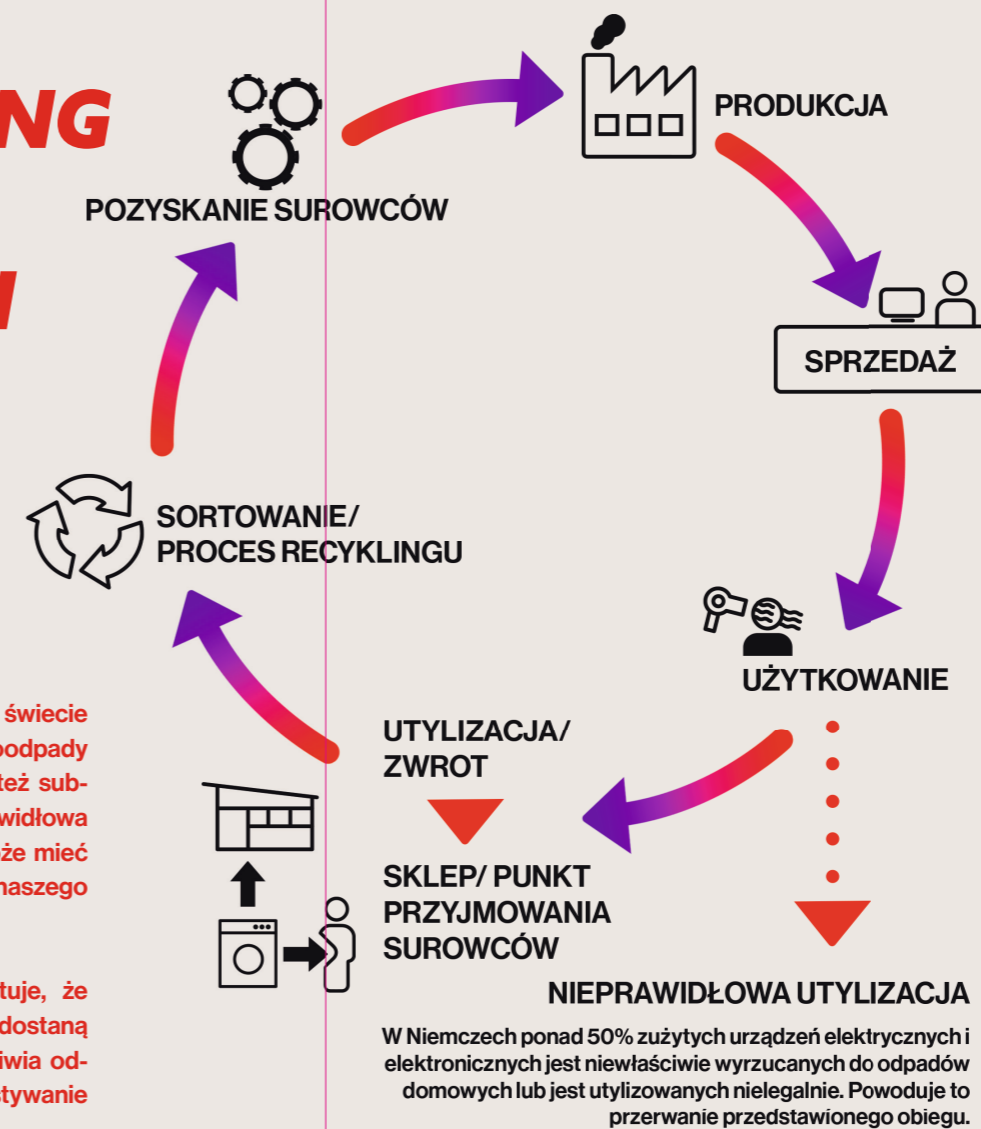 NG
POZYSKANIE SUROWCÓW
PRODUKCJA
SPRZEDAŻ
UŻYTKOWANIE
UTYLIZACJA/
ZWROT
SKLEP/ PUNKT
PRZYJMOWANIA
SUROWCÓW
SORTOWANIE/
PROCES RECYKLINGU
NIEPRAWIDŁOWA UTYLIZACJA
W Niemczech ponad 50% zużytych urządzeń elektrycznych i
elektronicznych jest niewłaściwie wyrzucanych do odpadów
domowych lub jest utylizowanych nielegalnie. Powoduje to
przerwanie przedstawionego obiegu.
świecie
odpady
też sub-
widłowa
że mieć
naszego
tuje, że
dostaną
iwia od-
stywanie